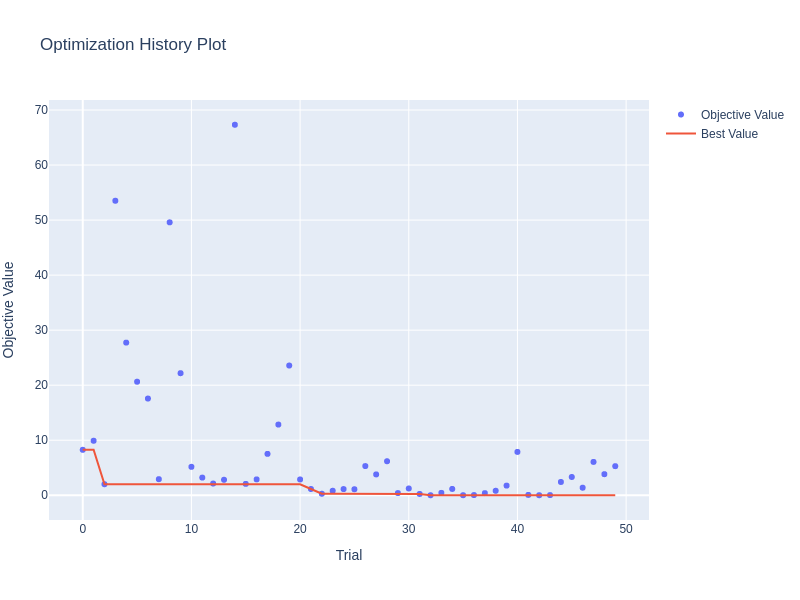 Optimization History Plot
Objective Value
Best Value
70
60
50
40
30
20
10
0
Objective Value
0 10 20 30 40 50
Trial